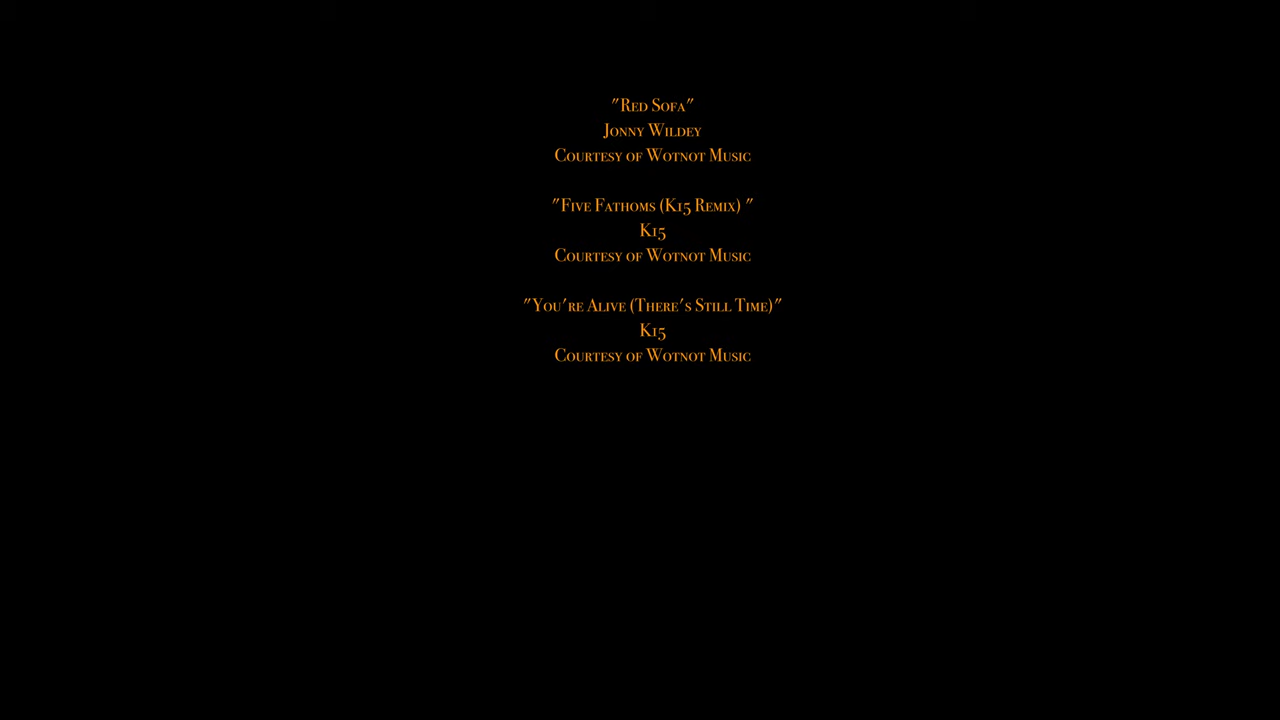 "Red Sofa"
Jonny Wildey
Courtesy of Wotnot Music
"Five Fathoms (K15 Remix) "
K15
Courtesy of Wotnot Music
"You're Alive (There's Still Time)"
K15
Courtesy of Wotnot Music